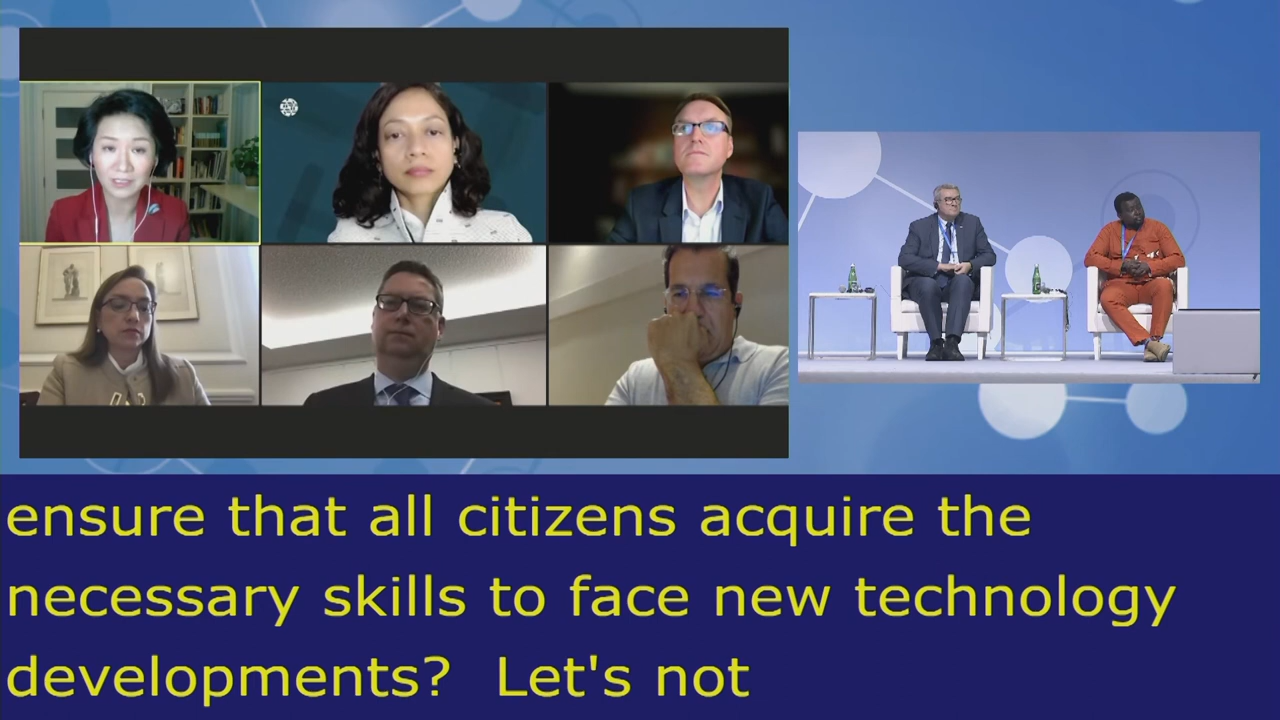 ensure that all citizens acquire the
necessary skills to face new technology
developments?  Let's not